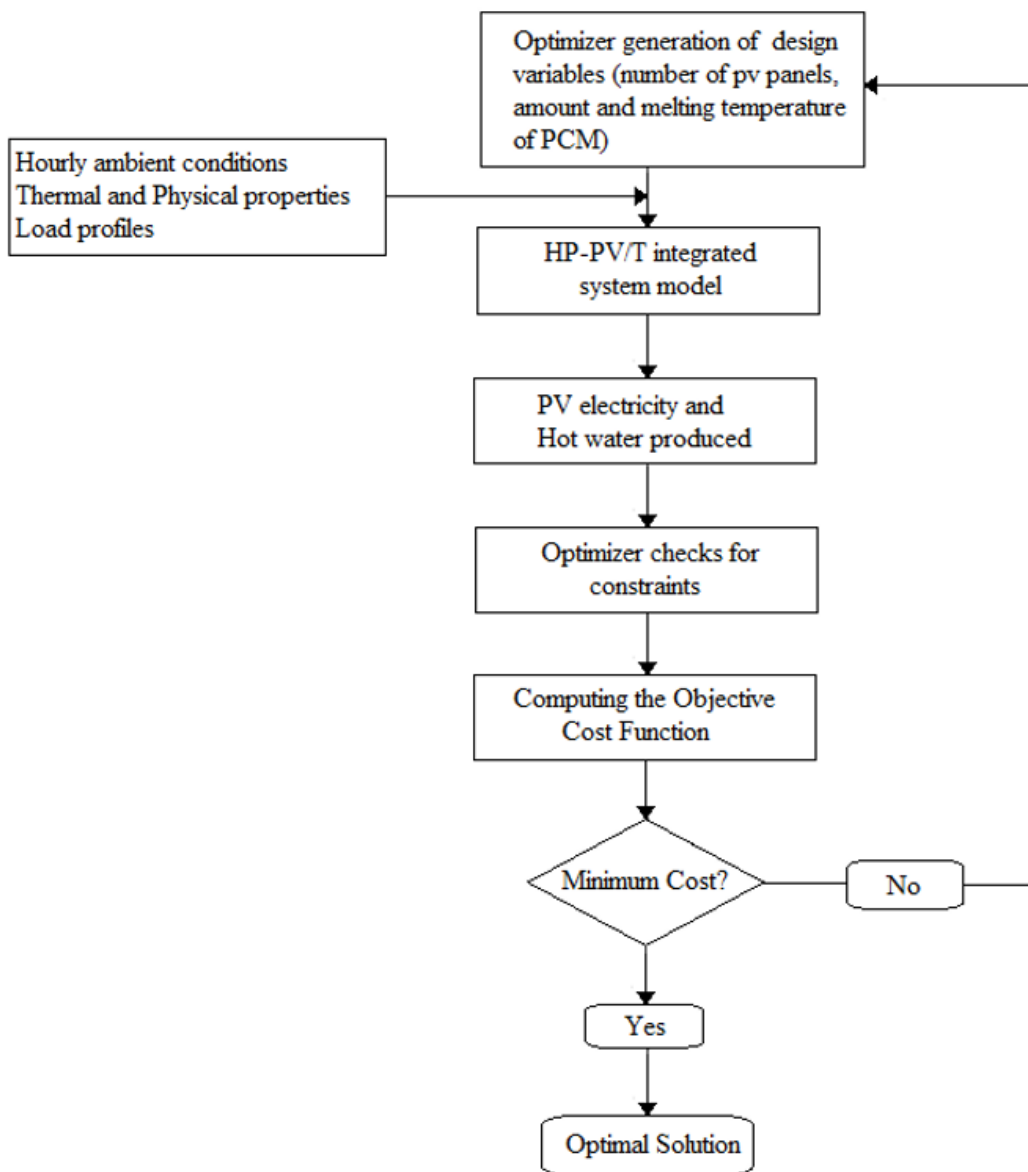 Optimizer generation of design
variables (number of pv panels,
amount and melting temperature
of PCM)
Hourly ambient conditions
Thermal and Physical properties
Load profiles
HP-PV/T integrated
system model
PV electricity and
Hot water produced
Optimizer checks for
constraints
Computing the Objective
Cost Function
Minimum Cost?
No
Yes
Optimal Solution